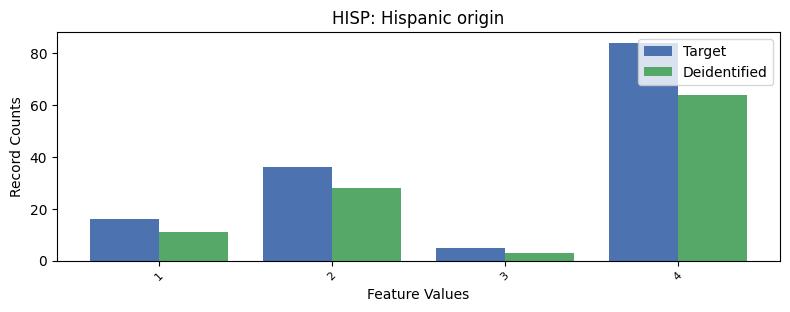 HISP: Hispanic origin
Target
Deidentified
Record Counts
80
60
40
20
0
1 2 3 4
Feature Values